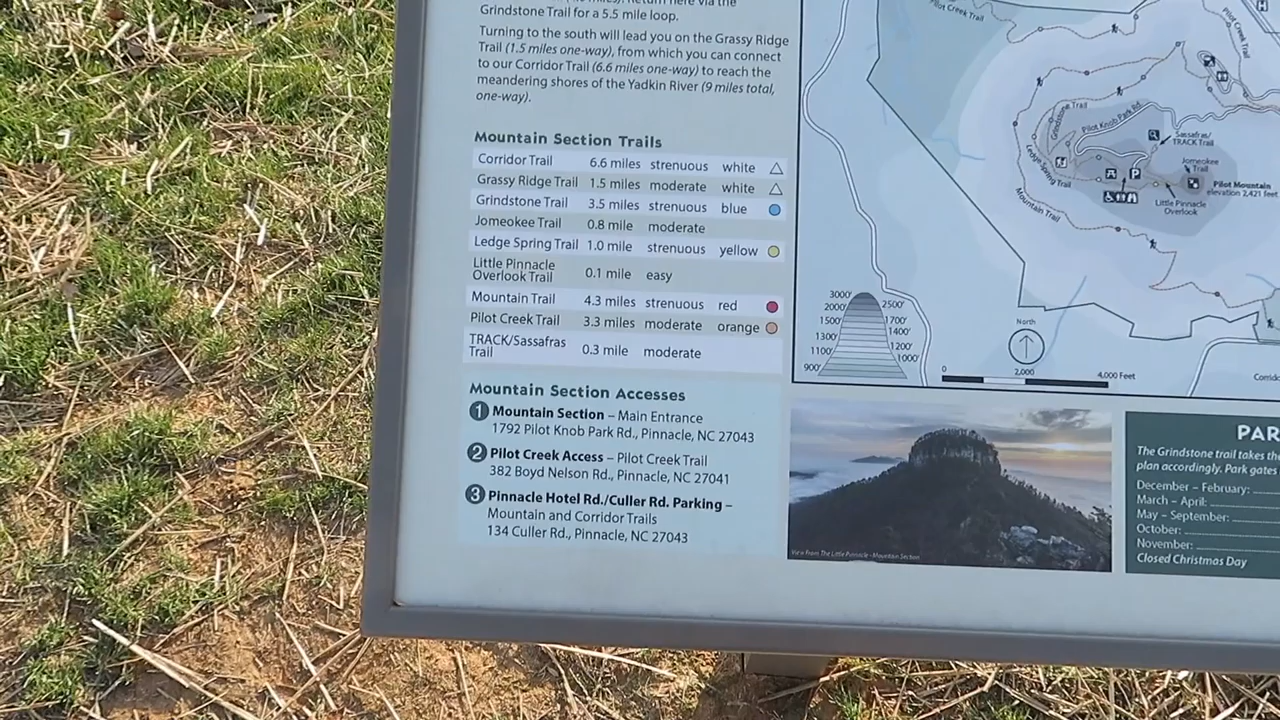 Return here via the
Grindstone Trail for a 5.5 mile loop.
Turning to the south will lead you on the Grassy Ridge
Trail (1.5 miles one-way), from which you can connect
to our Corridor Trail (6.6 miles one-way) to reach the
meandering shores of the Yadkin River (9 miles total,
one-way).
Mountain Section Trails
Corridor Trail 6.6 miles strenuous white
Grassy Ridge Trail 1.5 miles moderate white
Grindstone Trail 3.5 miles strenuous blue
Jomeokee Trail 0.8 mile moderate
Ledge Spring Trail 1.0 mile strenuous yellow
Little Pinnacle
Overlook Trail 0.1 mile easy
Mountain Trail 4.3 miles strenuous red
Pilot Creek Trail 3.3 miles moderate orange
TRACK/Sassafras
Trail 0.3 mile moderate
Mountain Section Accesses
1 Mountain Section – Main Entrance
1792 Pilot Knob Park Rd., Pinnacle, NC 27043
2 Pilot Creek Access – Pilot Creek Trail
382 Boyd Nelson Rd., Pinnacle, NC 27041
3 Pinnacle Hotel Rd./Culler Rd. Parking –
Mountain and Corridor Trails
134 Culler Rd., Pinnacle, NC 27043
Pilot Creek Trail
Pilot Creek Trail
Grindstone Trail
Pilot Knob Park Rd.
Sassafras/
TRACK Trail
Ledge Spring Trail
Jomeokee
Trail
P
Pilot Mountain
elevation 2,421 feet
Little Pinnacle
Overlook
Mountain Trail
3000'
2500'
2000'
1700'
1500'
1400'
1300'
1200'
1100'
1000'
900'
North
0 2,000 4,000 Feet
Corrido
View from The Little Pinnacle - Mountain Section
PAR
The Grindstone trail takes the
plan accordingly. Park gates
December – February:
March – April:
May – September:
October:
November:
Closed Christmas Day